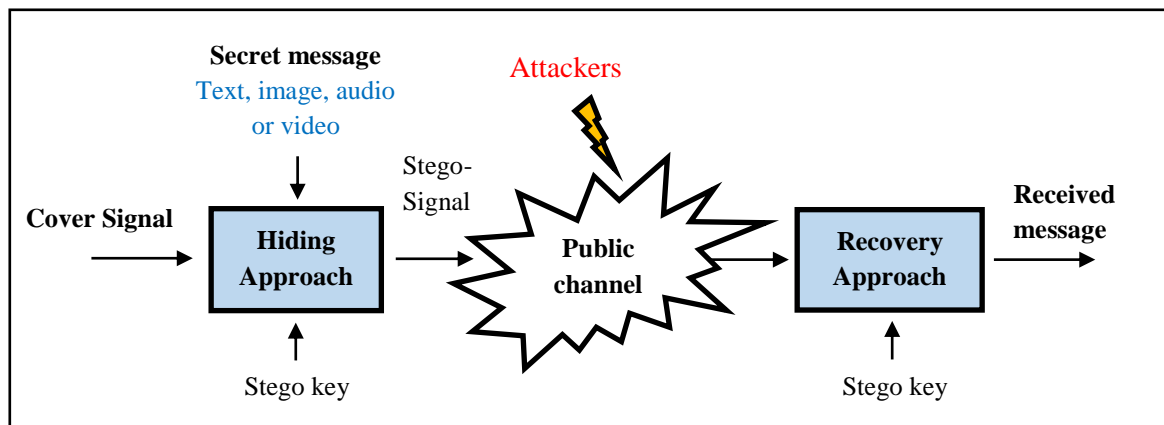 Secret message
Text, image, audio
or video
Attackers
Stego-
Signal
Cover Signal
Hiding
Approach
Public
channel
Recovery
Approach
Received
message
Stego key
Stego key